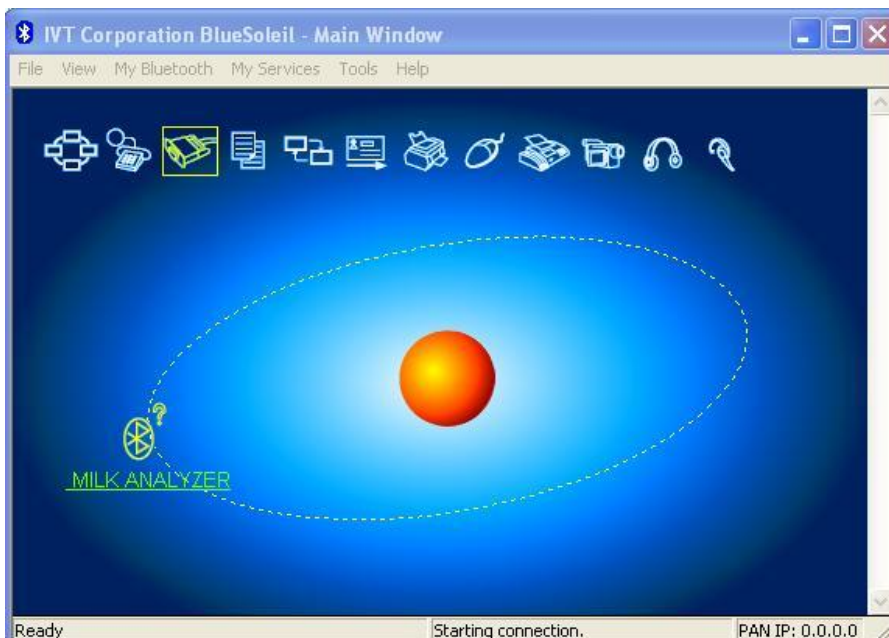 IVT Corporation BlueSoleil - Main Window
File View My Bluetooth My Services Tools Help
?
MILK ANALYZER
Ready Starting connection. PAN IP: 0.0.0.0